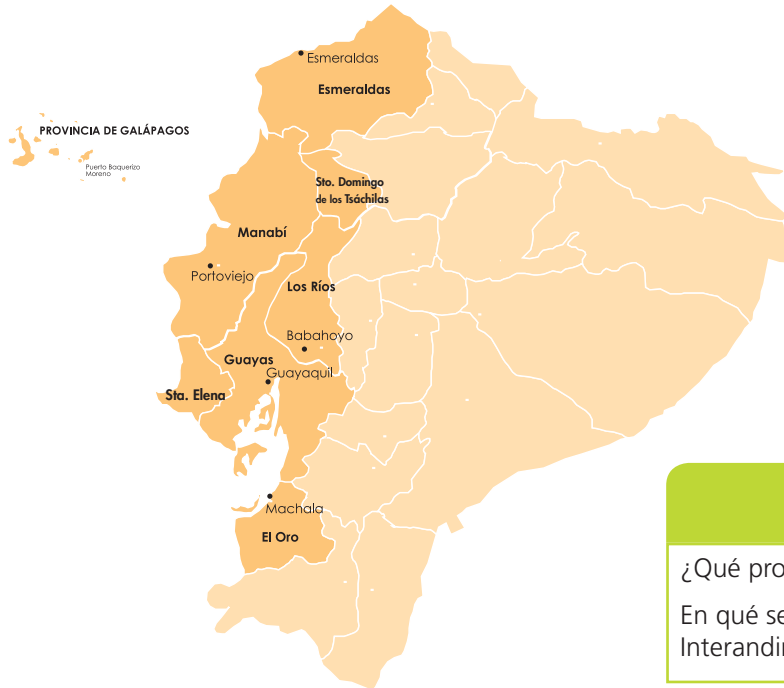 Esmeraldas
Esmeraldas
PROVINCIA DE GALÁPAGOS
Puerto Baquerizo
Moreno
Sto. Domingo
de los Tsáchilas
Manabí
Portoviejo
Los Ríos
Babahoyo
Guayas
Guayaquil
Sta. Elena
Machala
El Oro
¿Qué pro
En qué se
Interandin